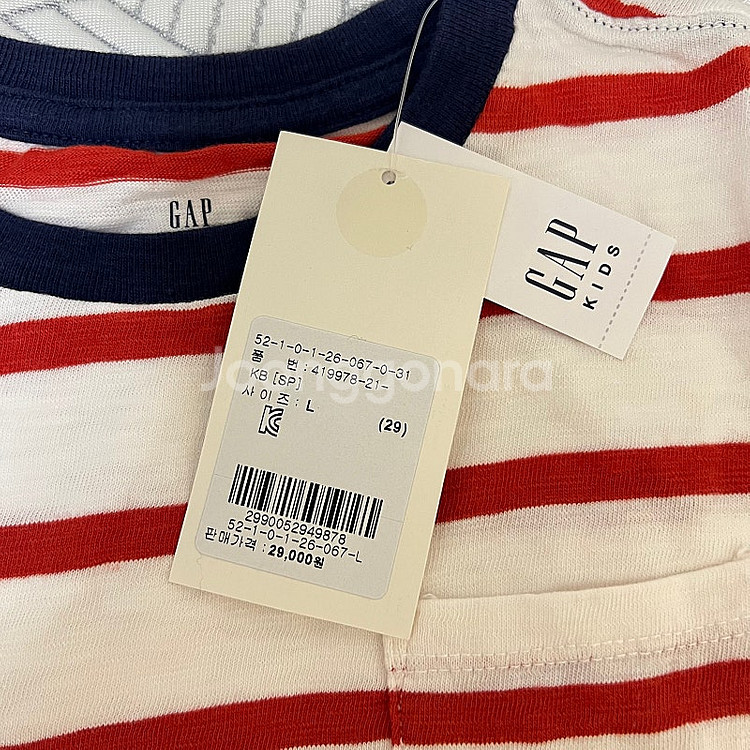 GAP
GAP
KIDS
52-1-0-1-26-067-0-31
품 번 : 419978-21-
KB [SP]
사 이 즈 : L (29)
2990052949878
52-1-0-1-26-067-L
판매가격 : 29,000원
Joonggonara